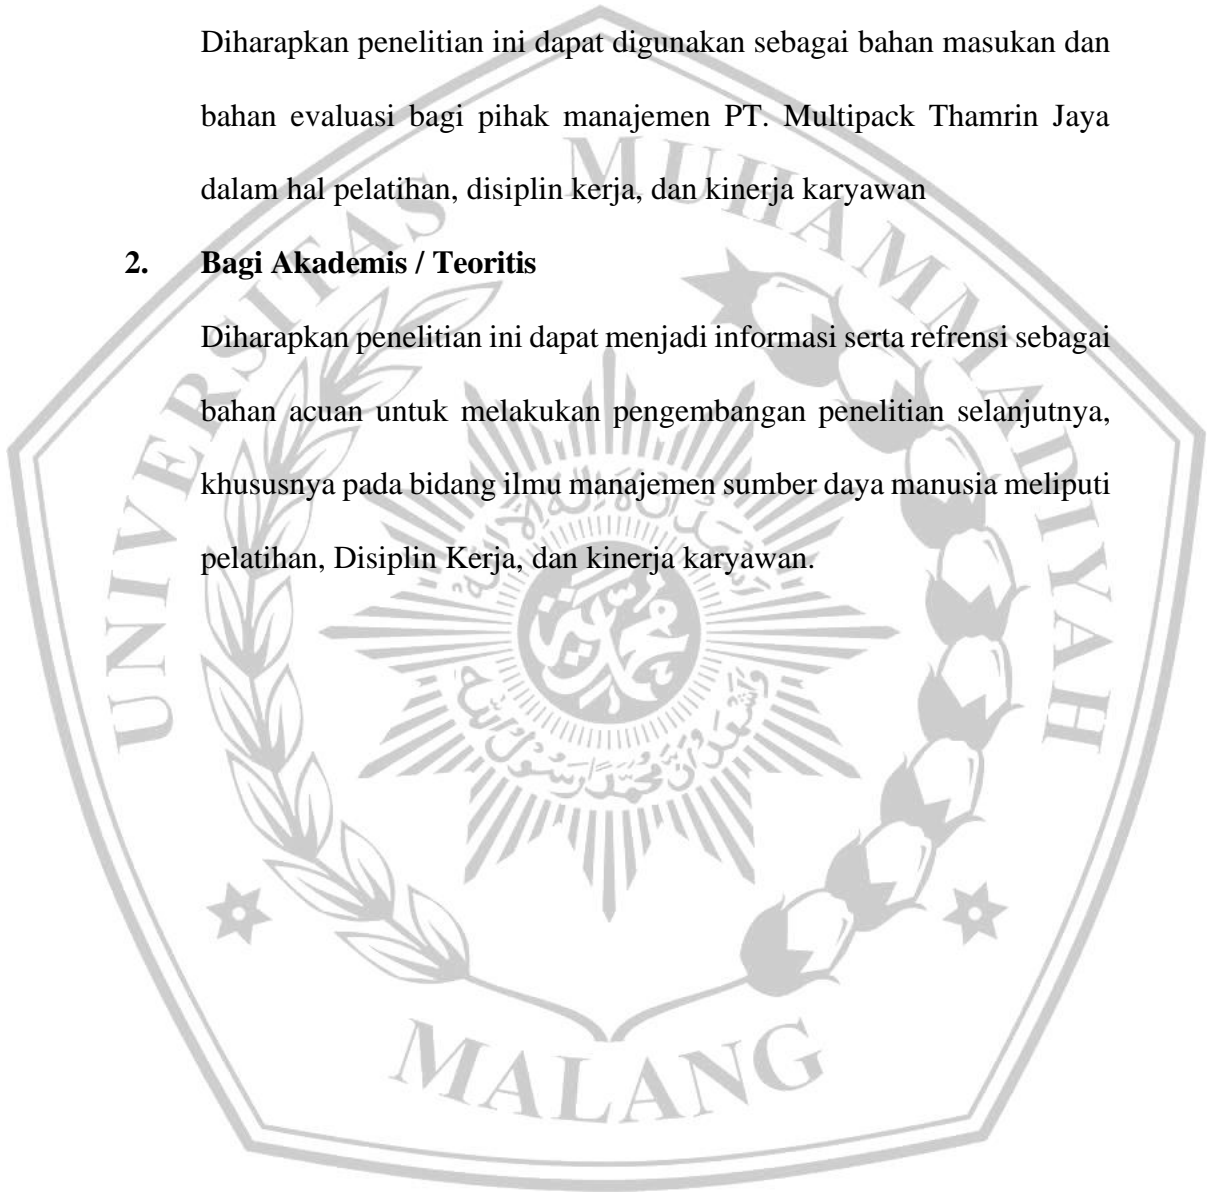 Diharapkan penelitian ini dapat digunakan sebagai bahan masukan dan
bahan evaluasi bagi pihak manajemen PT. Multipack Thamrin Jaya
dalam hal pelatihan, disiplin kerja, dan kinerja karyawan
2. Bagi Akademis / Teoritis
Diharapkan penelitian ini dapat menjadi informasi serta refrensi sebagai
bahan acuan untuk melakukan pengembangan penelitian selanjutnya,
khususnya pada bidang ilmu manajemen sumber daya manusia meliputi
pelatihan, Disiplin Kerja, dan kinerja karyawan.
UNIVERSITAS MUHAMMADIYAH
MALANG